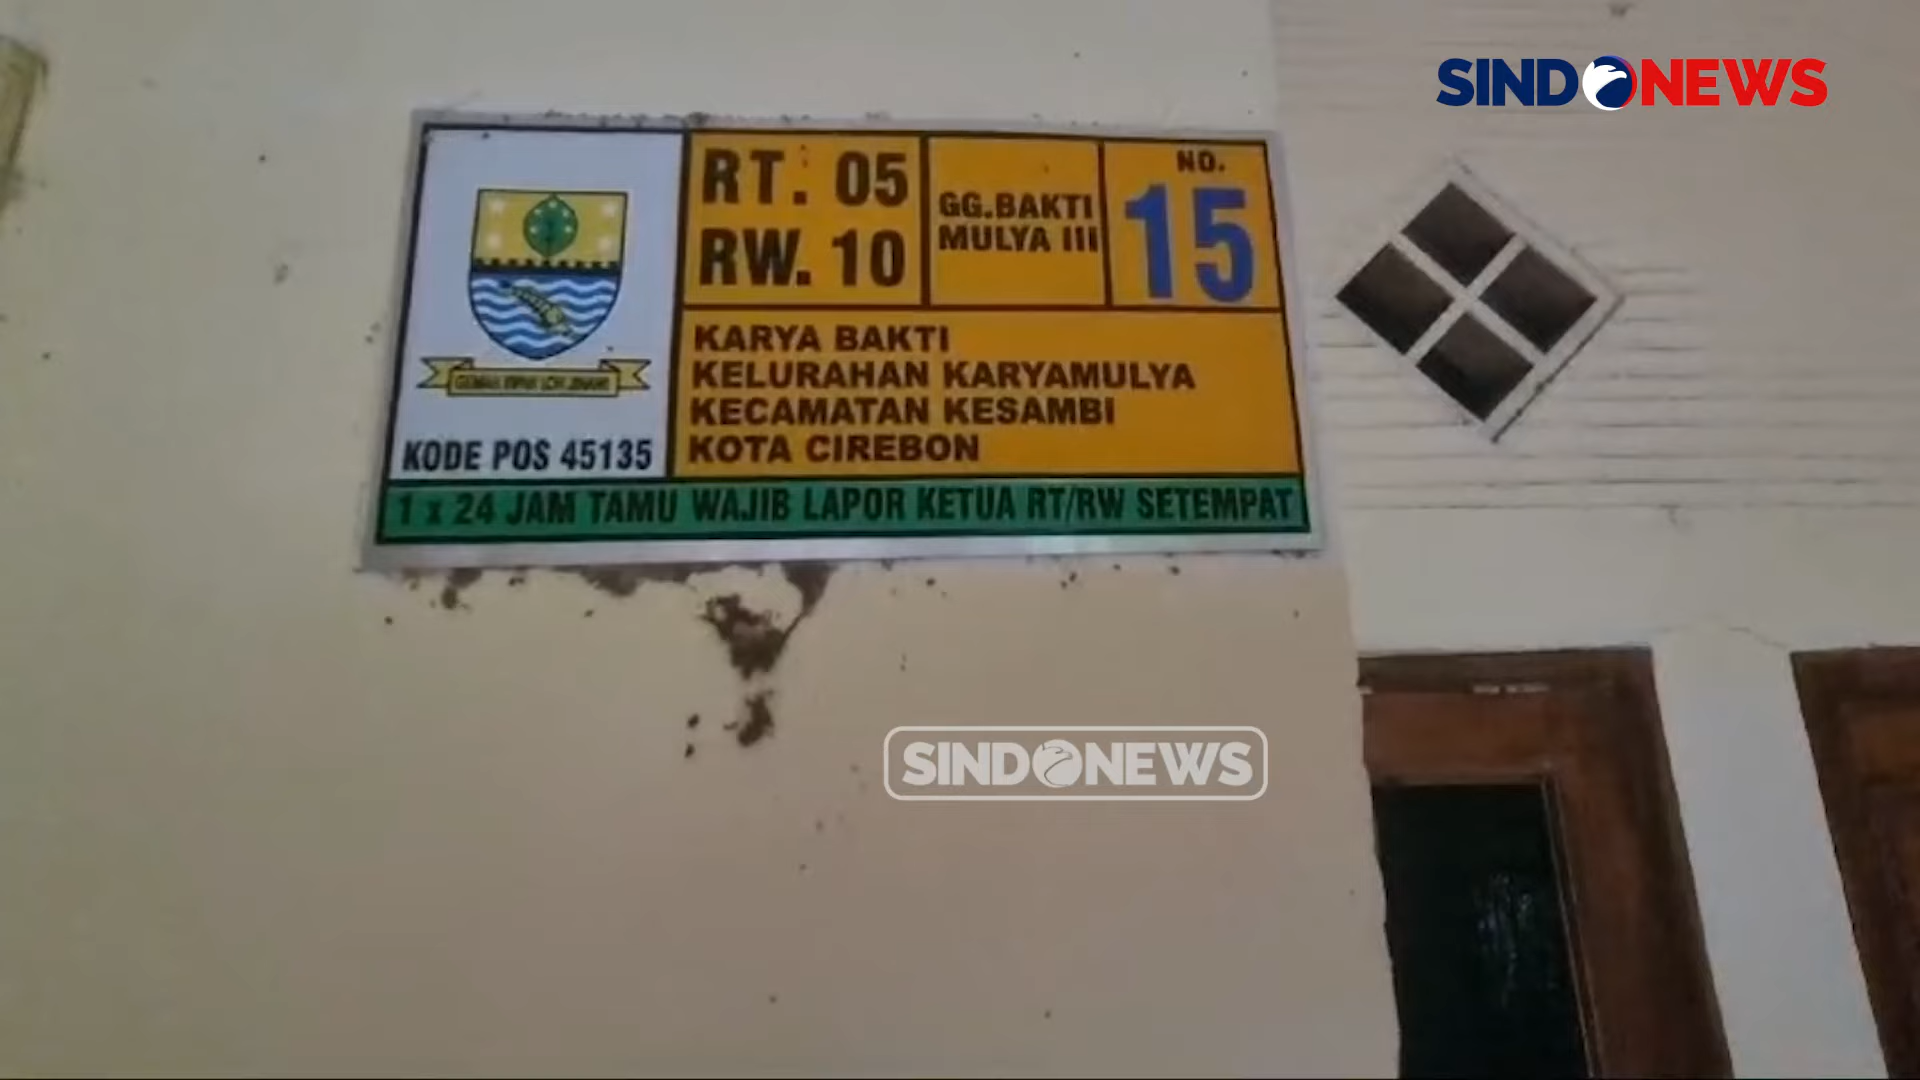 SINDONEWS
RT. 05
RW. 10
GG.BAKTI
MULYA III
NO.
15
KARYA BAKTI
KELURAHAN KARYAMULYA
KECAMATAN KESAMBI
KOTA CIREBON
KODE POS 45135
1 x 24 JAM TAMU WAJIB LAPOR KETUA RT/RW SETEMPAT
SINDONEWS